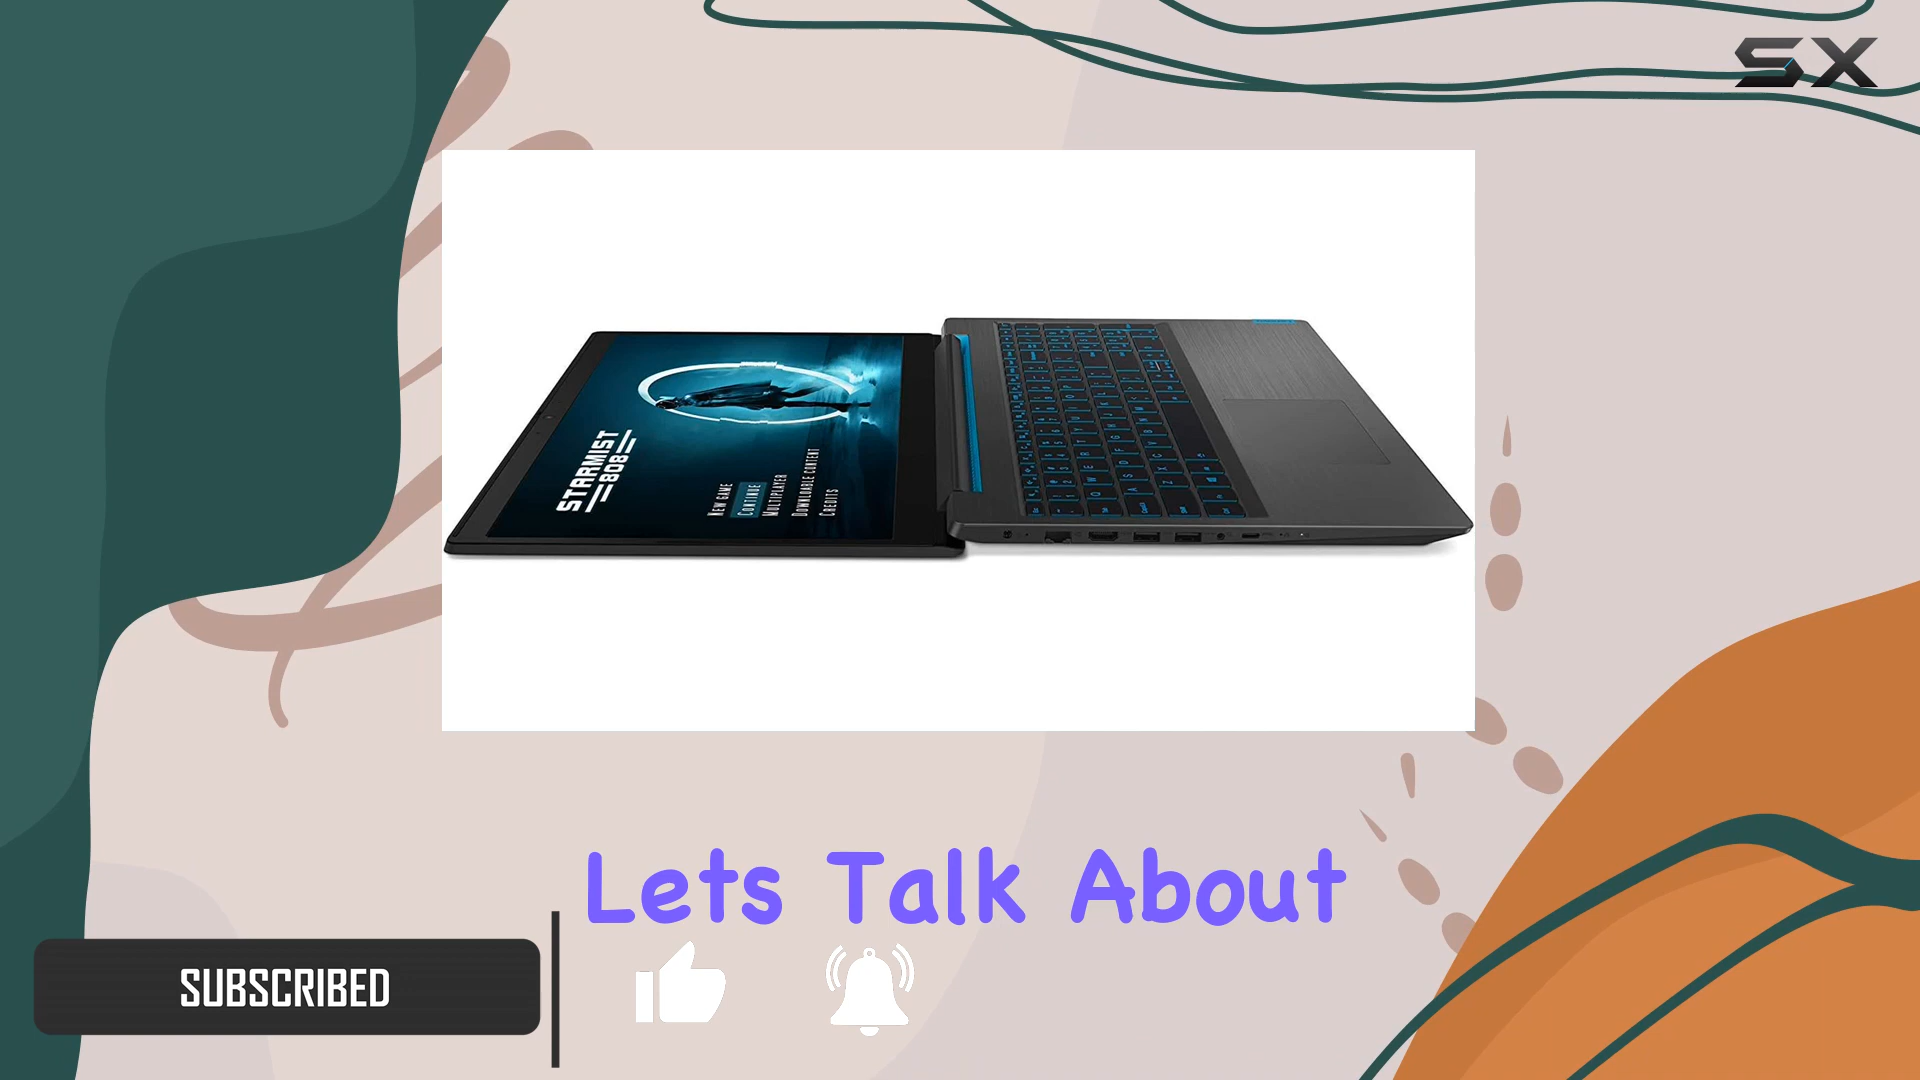 SX
STARMIST
808
NEW GAME
CONTINUE
MULTIPLAYER
DOWNLOADABLE CONTENT
CREDITS
Lets Talk About
SUBSCRIBED